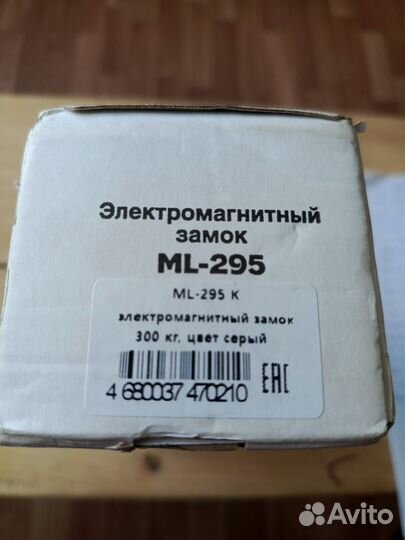 Электромагнитный
замок
ML-295
ML-295 K
электромагнитный замок
300 кг, цвет серый
4 680037 470210
EAC
Avito